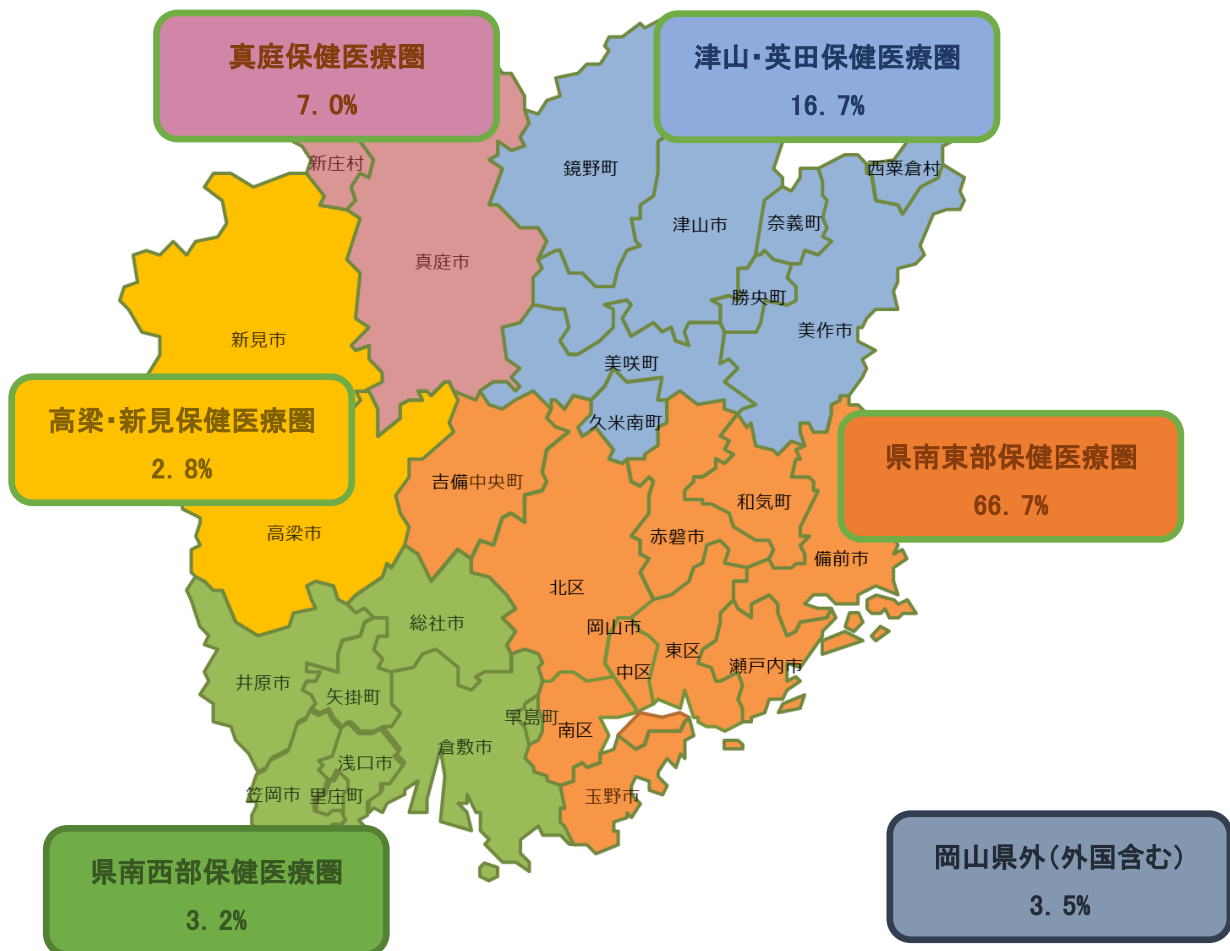 真庭保健医療圏
7. 0%
津山・英田保健医療圏
16. 7%
新庄村
鏡野町
西粟倉村
津山市
奈義町
真庭市
勝央町
新見市
美作市
美咲町
高梁・新見保健医療圏
2. 8%
久米南町
県南東部保健医療圏
66. 7%
吉備中央町
和気町
高梁市
赤磐市
備前市
北区
総社市
岡山市
東区
中区
瀬戸内市
井原市
矢掛町
早島町
南区
倉敷市
浅口市
笠岡市
里庄町
玉野市
県南西部保健医療圏
3. 2%
岡山県外(外国含む)
3. 5%